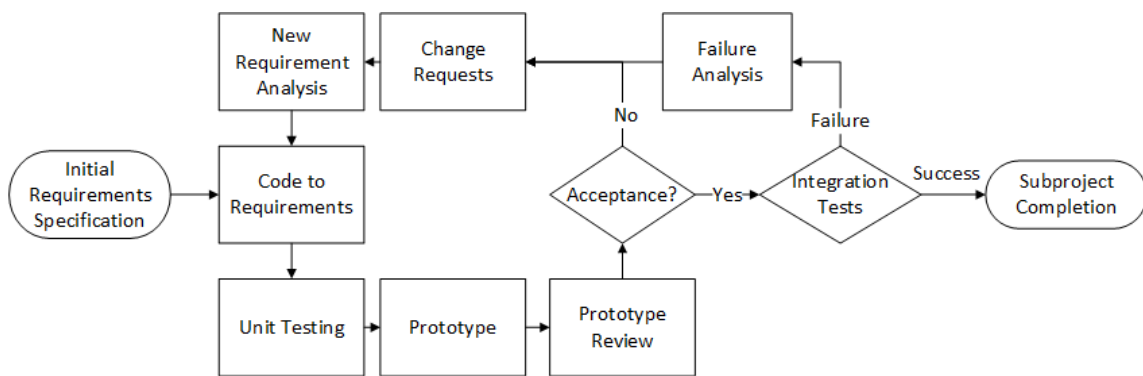 New
Requirement
Analysis
Change
Requests
Failure
Analysis
No
Failure
Initial
Requirements
Specification
Code to
Requirements
Acceptance?
Yes
Integration
Tests
Success
Subproject
Completion
Unit Testing
Prototype
Prototype
Review